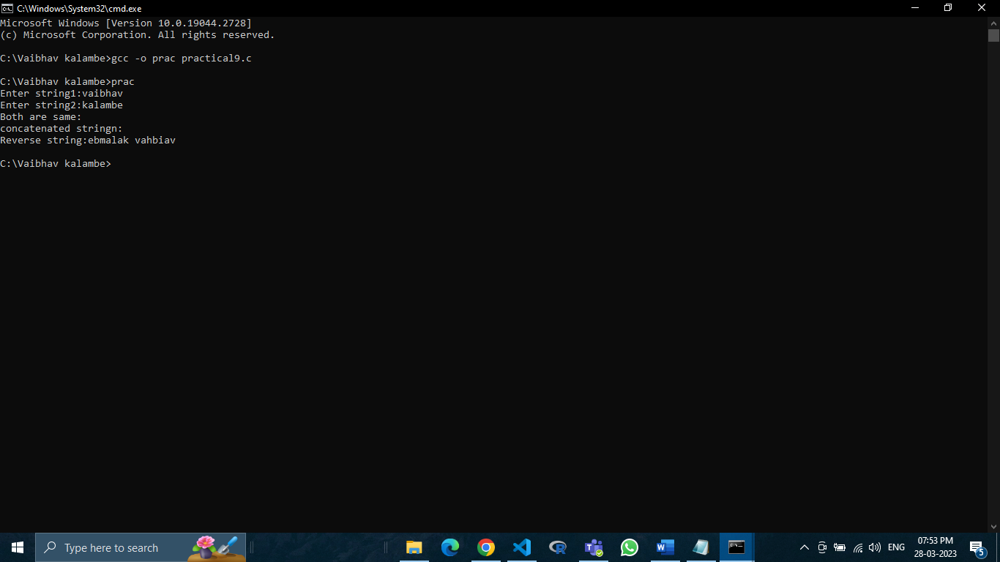 C:\Windows\System32\cmd.exe
Microsoft Windows [Version 10.0.19044.2728]
(c) Microsoft Corporation. All rights reserved.
C:\Vaibhav kalambe>gcc -o prac practical9.c
C:\Vaibhav kalambe>prac
Enter string1:vaibhav
Enter string2:kalambe
Both are same:
concatenated stringn:
Reverse string:ebmalak vahbiav
C:\Vaibhav kalambe>
Type here to search
ENG
07:53 PM
28-03-2023
5